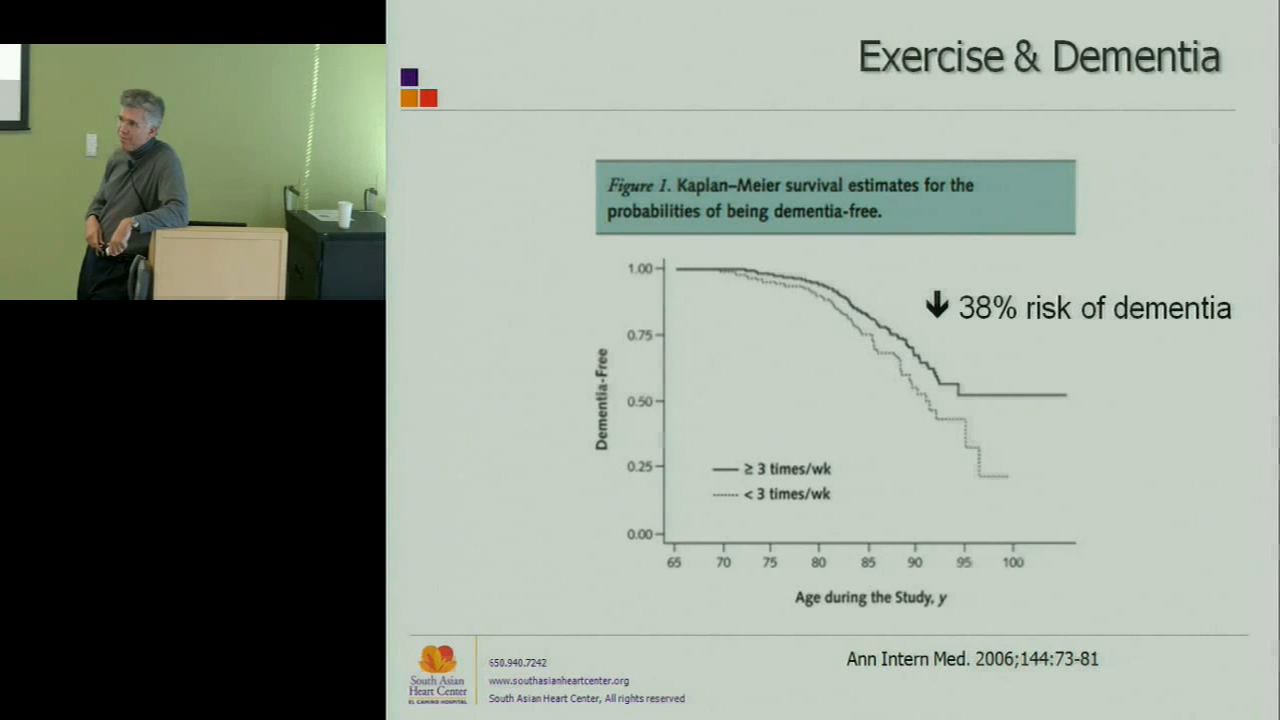 Exercise & Dementia
Figure 1. Kaplan–Meier survival estimates for the
probabilities of being dementia-free.
1.00
0.75
0.50
0.25
0.00
Dementia-Free
🡇 38% risk of dementia
≥ 3 times/wk
< 3 times/wk
65 70 75 80 85 90 95 100
Age during the Study, y
South Asian
Heart Center
EL CAMINO HOSPITAL
650.940.7242
www.southasianheartcenter.org
South Asian Heart Center, All rights reserved
Ann Intern Med. 2006;144:73-81